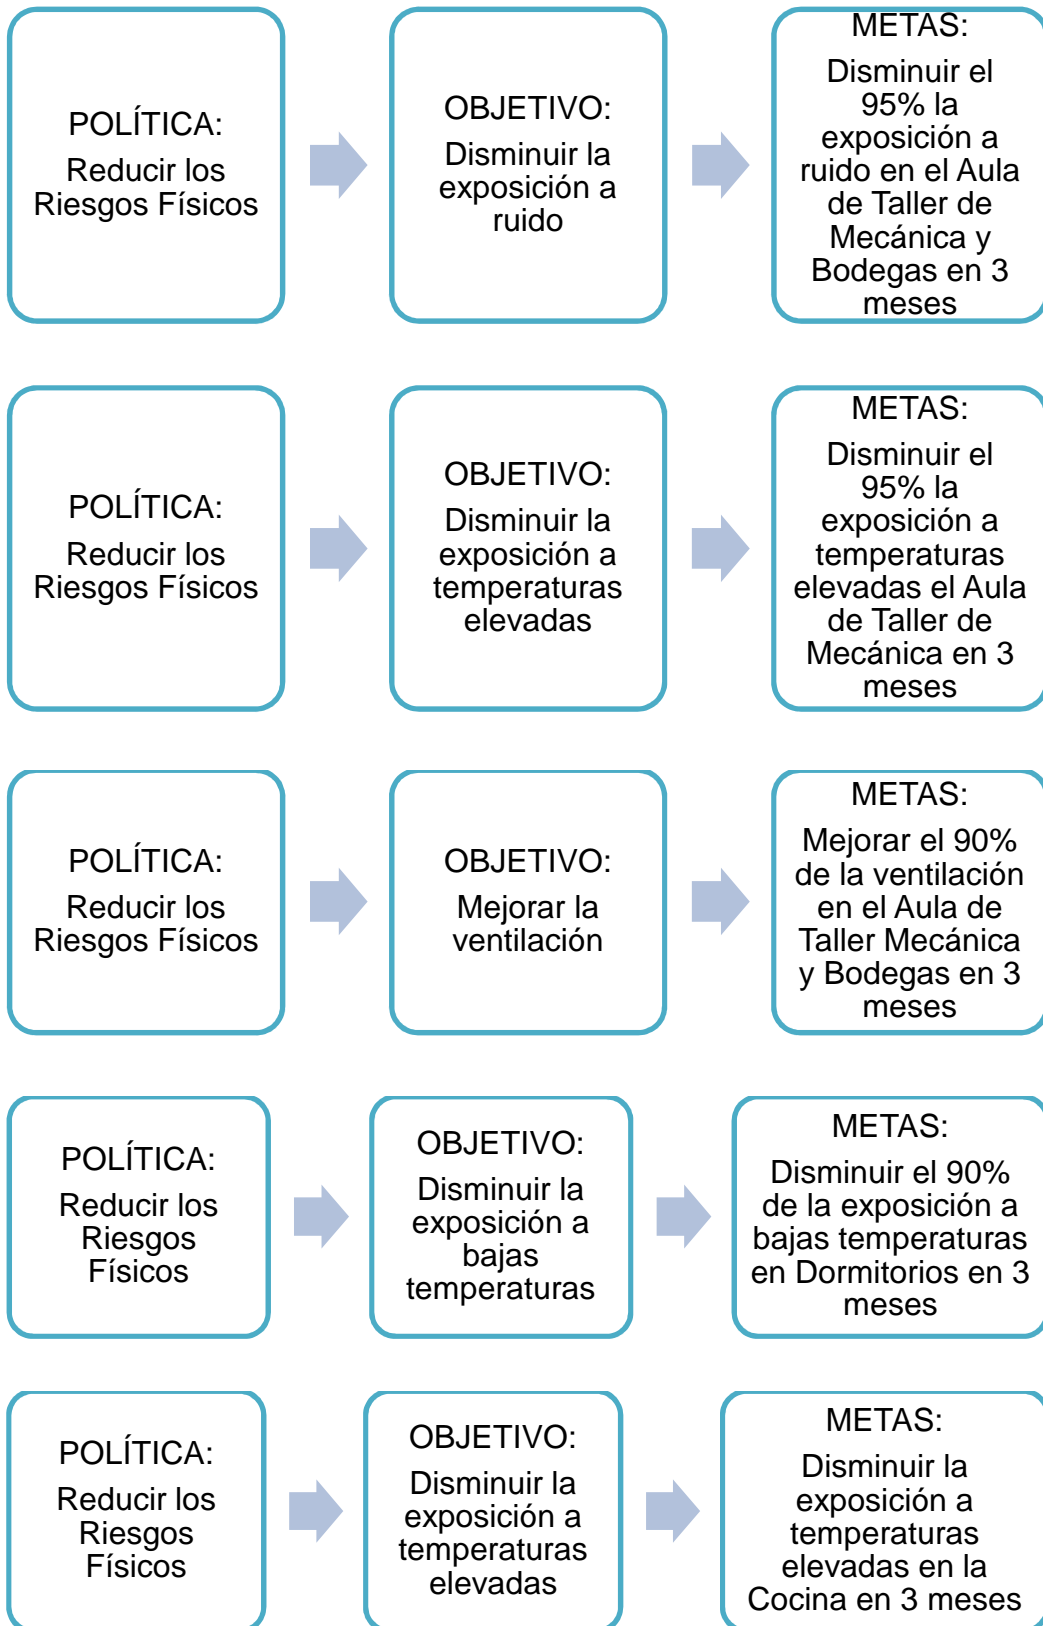 POLÍTICA:
Reducir los
Riesgos Físicos
OBJETIVO:
Disminuir la
exposición a
ruido
METAS:
Disminuir el
95% la
exposición a
ruido en el Aula
de Taller de
Mecánica y
Bodegas en 3
meses
POLÍTICA:
Reducir los
Riesgos Físicos
OBJETIVO:
Disminuir la
exposición a
temperaturas
elevadas
METAS:
Disminuir el
95% la
exposición a
temperaturas
elevadas el Aula
de Taller de
Mecánica en 3
meses
POLÍTICA:
Reducir los
Riesgos Físicos
OBJETIVO:
Mejorar la
ventilación
METAS:
Mejorar el 90%
de la ventilación
en el Aula de
Taller Mecánica
y Bodegas en 3
meses
POLÍTICA:
Reducir los
Riesgos
Físicos
OBJETIVO:
Disminuir la
exposición a
bajas
temperaturas
METAS:
Disminuir el 90%
de la exposición a
bajas temperaturas
en Dormitorios en 3
meses
POLÍTICA:
Reducir los
Riesgos
Físicos
OBJETIVO:
Disminuir la
exposición a
temperaturas
elevadas
METAS:
Disminuir la
exposición a
temperaturas
elevadas en la
Cocina en 3 meses